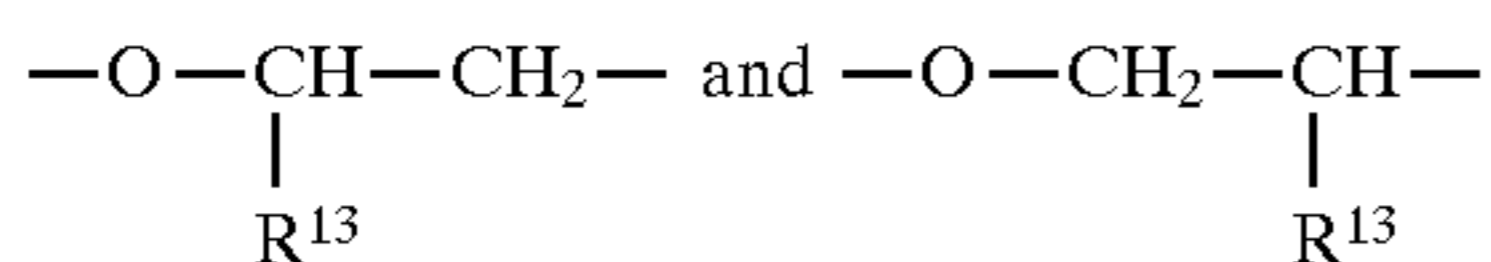 —O—CH—CH₂— and —O—CH₂—CH—
R¹³ R¹³